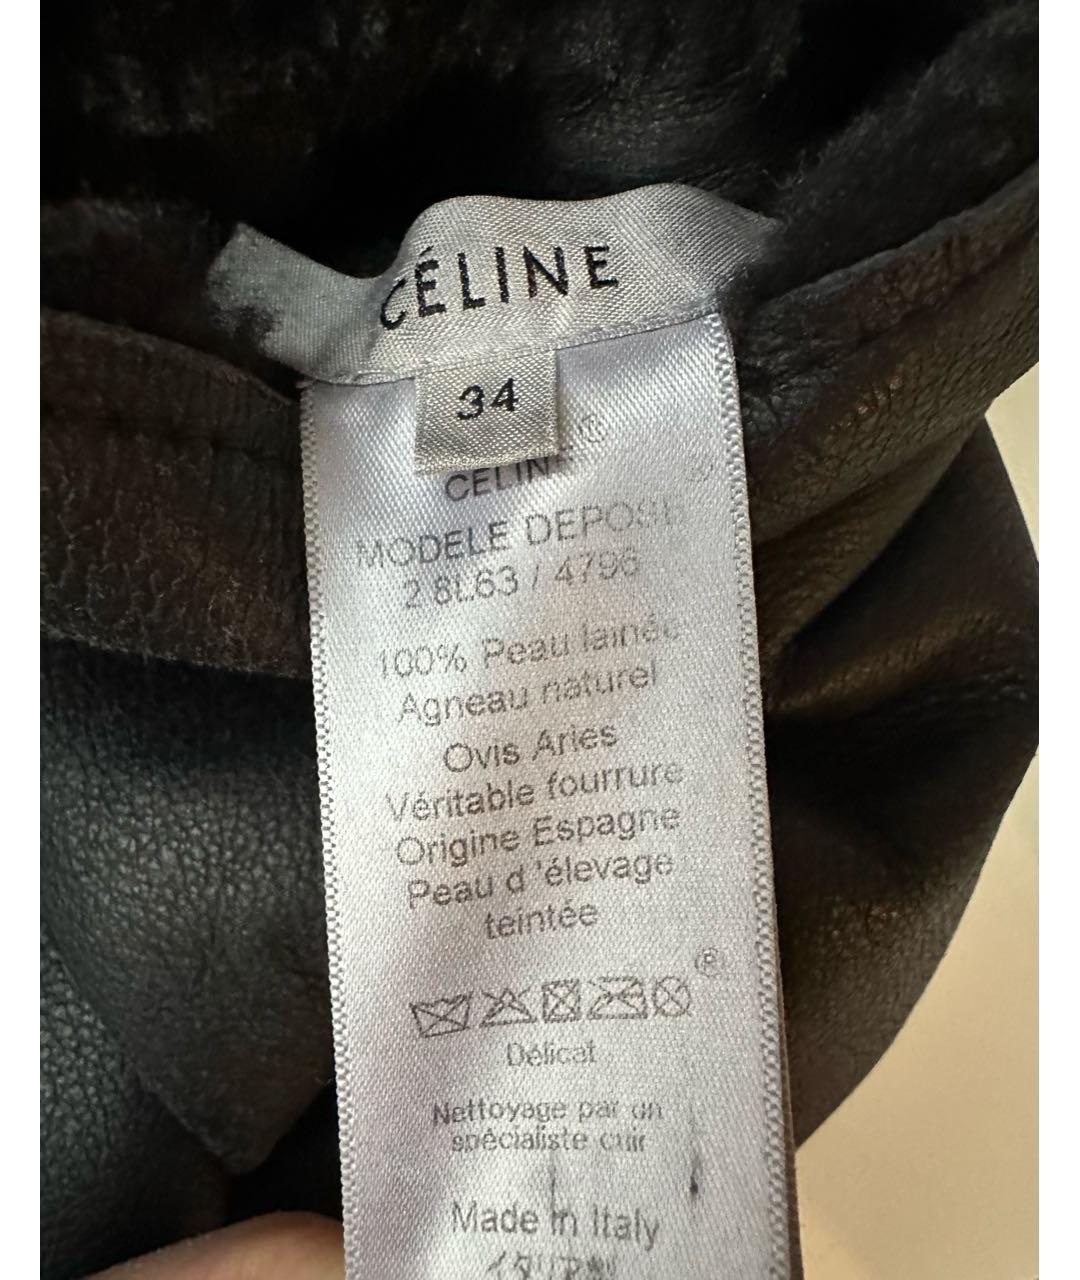 CÉLINE
34
CELIN
MODELE DEPOSE
2 8L63 / 4796
100% Peau lainée
Agneau naturel
Ovis Aries
Véritable fourrure
Origine Espagne
Peau d 'élevage
teintée
®
Délicat
Nettoyage par un
spécialiste cuir
Made in Italy